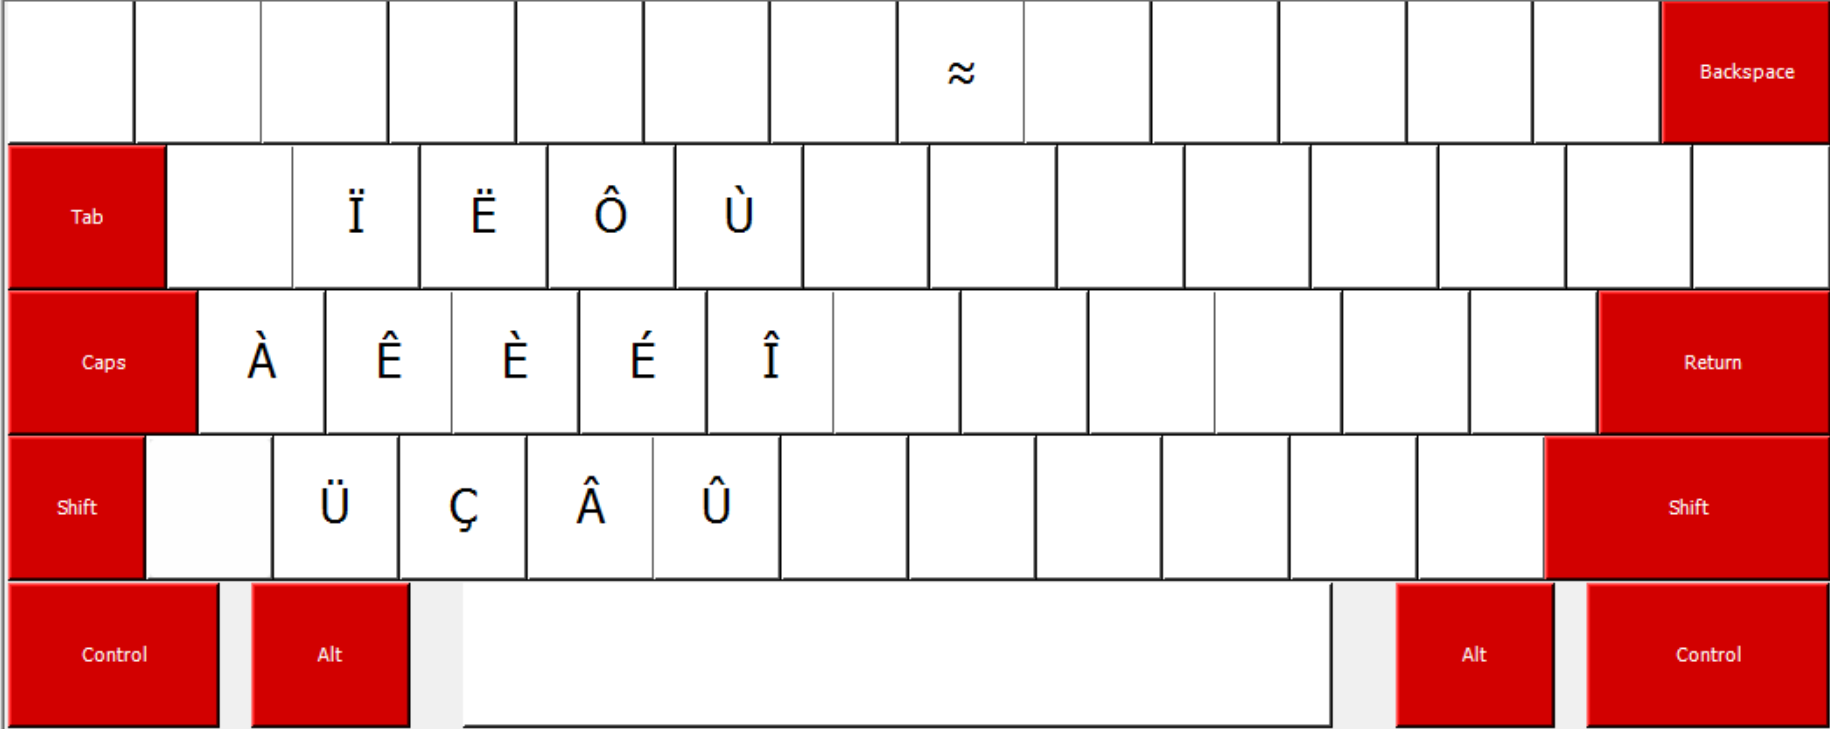 ≈ Backspace
Tab Ï Ë Ô Ù
Caps À Ê È É Î Return
Shift Ü Ç Â Û Shift
Control Alt Alt Control